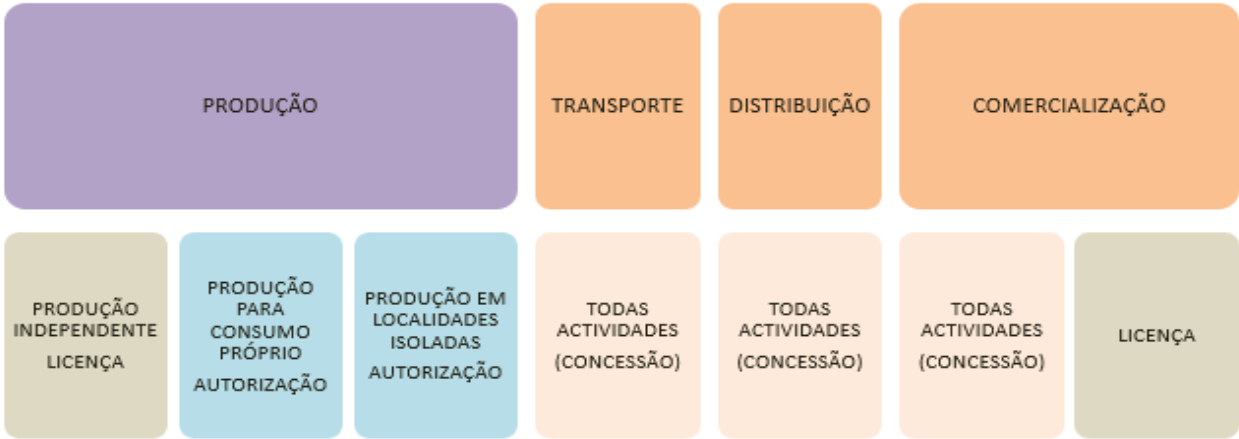 PRODUÇÃO
TRANSPORTE
DISTRIBUIÇÃO
COMERCIALIZAÇÃO
PRODUÇÃO
INDEPENDENTE
LICENÇA
PRODUÇÃO
PARA
CONSUMO
PRÓPRIO
AUTORIZAÇÃO
PRODUÇÃO EM
LOCALIDADES
ISOLADAS
AUTORIZAÇÃO
TODAS
ACTIVIDADES
(CONCESSÃO)
TODAS
ACTIVIDADES
(CONCESSÃO)
TODAS
ACTIVIDADES
(CONCESSÃO)
LICENÇA